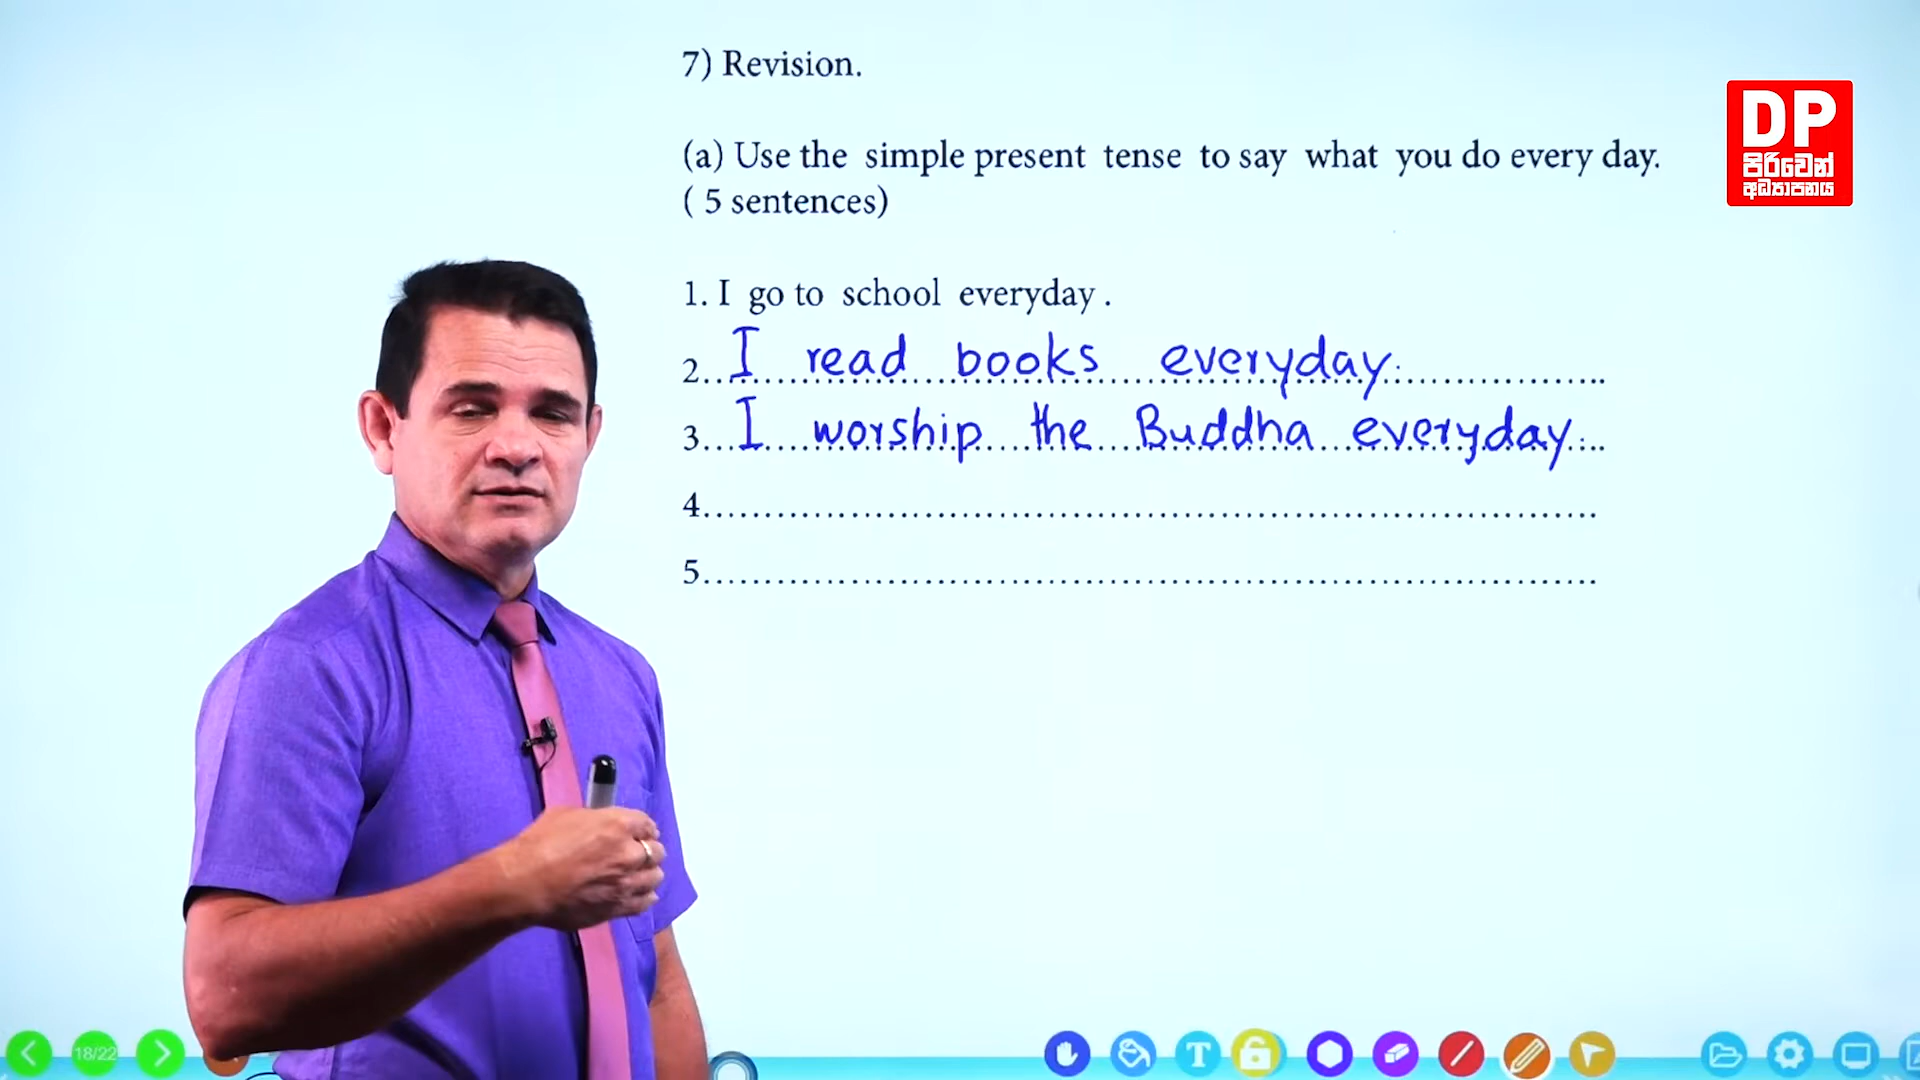 7) Revision.
DP
(a) Use the simple present tense to say what you do every day.
පිරිවෙන්
අධ්‍යාපනය
( 5 sentences)
1. I go to school everyday .
2. I read books everyday.
3. I worship the Buddha everyday.
4.
5.
18/22
T